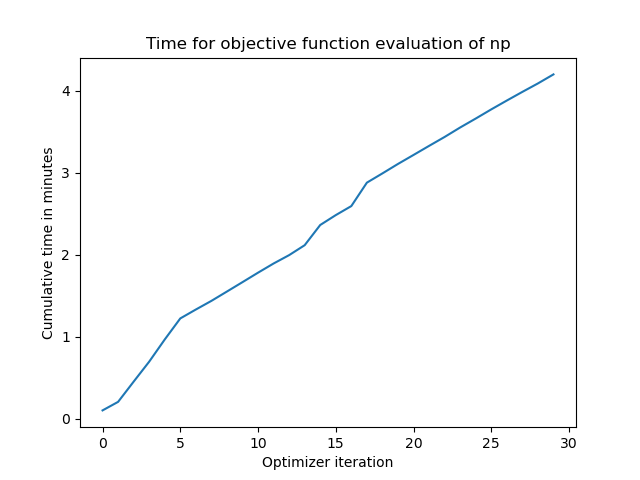 Time for objective function evaluation of np
Cumulative time in minutes
4
3
2
1
0
0 5 10 15 20 25 30
Optimizer iteration